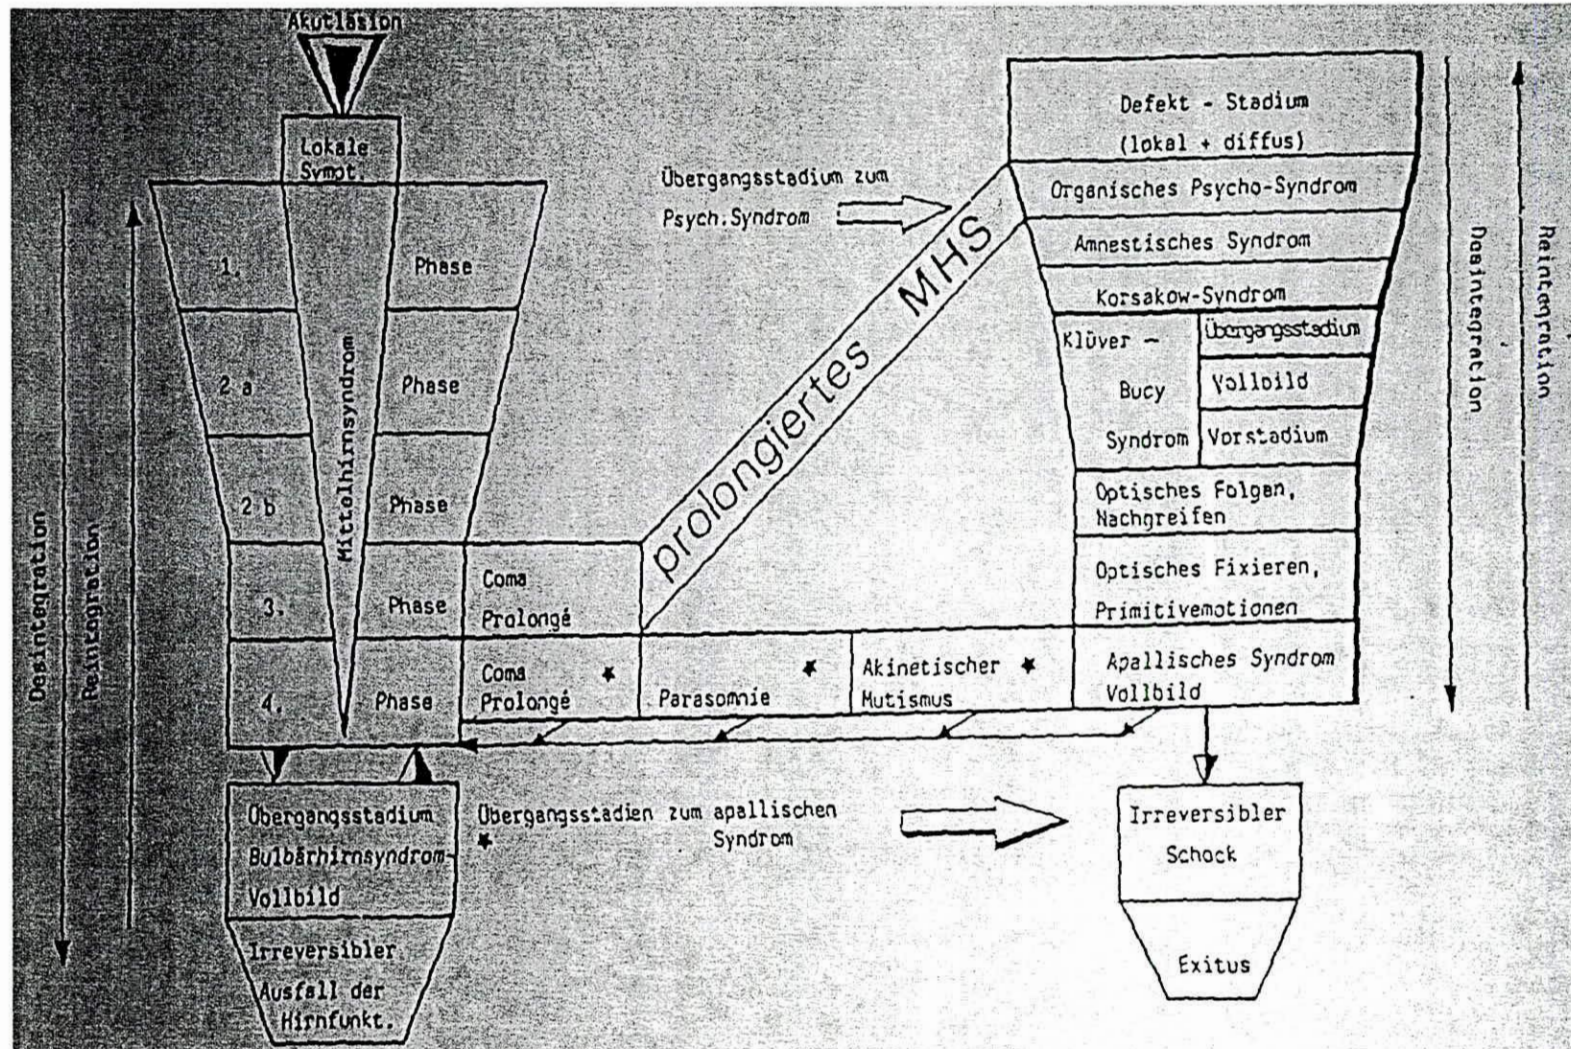 Akutläsion
Lokale
Sympt.
1. Phase
2 a Phase
2 b Phase
3. Phase
4. Phase
Mittelhirnsyndrom
Desintegration
Reintegration
Coma
Prolongé
Coma
Prolongé ★
Parasomnie ★
Akinetischer ★
Mutismus
Apallisches Syndrom
Vollbild
Übergangsstadium zum
Psych.Syndrom
prolongiertes MHS
Defekt - Stadium
(lokal + diffus)
Organisches Psycho-Syndrom
Amnestisches Syndrom
Korsakow-Syndrom
Klüver -
Bucy
Syndrom
Übergangsstadium
Vollbild
Vorstadium
Optisches Folgen,
Nachgreifen
Optisches Fixieren,
Primitivemotionen
Desintegration
Reintegration
Übergangsstadium
Bulbärhirnsyndrom-
Vollbild
Irreversibler
Ausfall der
Hirnfunkt.
Übergangsstadien zum apallischen
★ Syndrom
Irreversibler
Schock
Exitus